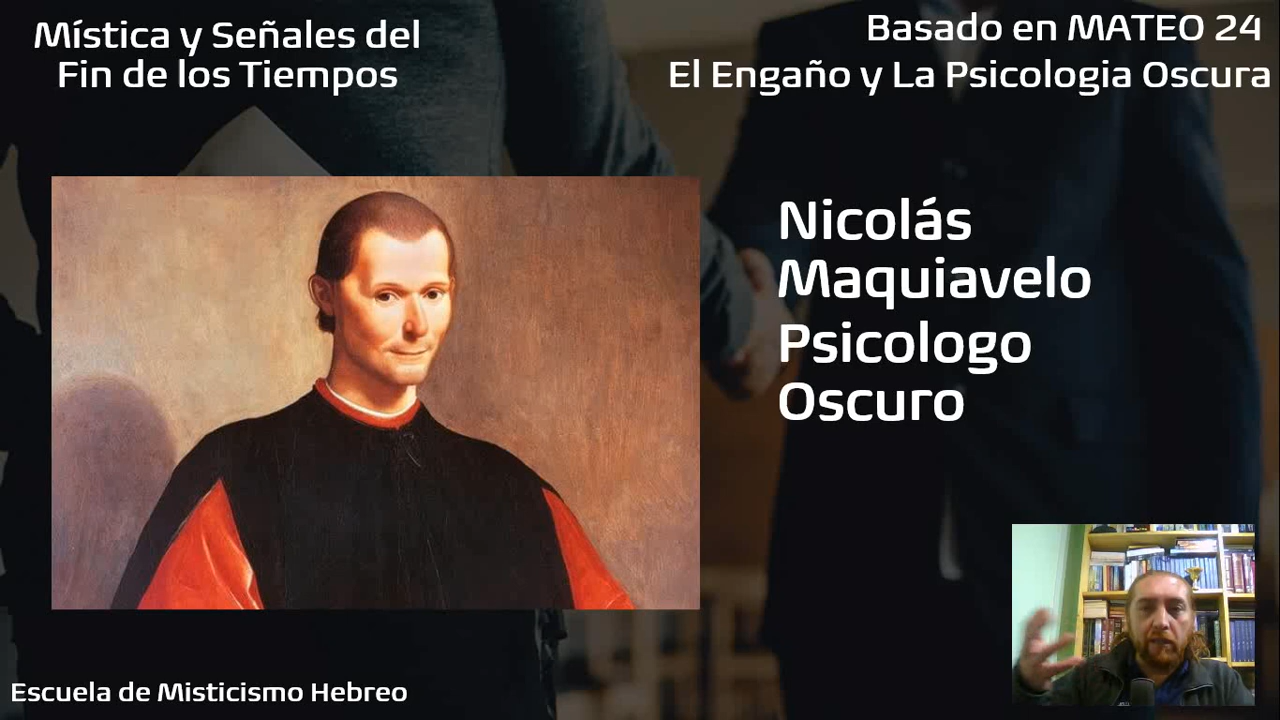 Mística y Señales del
Fin de los Tiempos
Basado en MATEO 24
El Engaño y La Psicologia Oscura
Nicolás
Maquiavelo
Psicologo
Oscuro
Escuela de Misticismo Hebreo